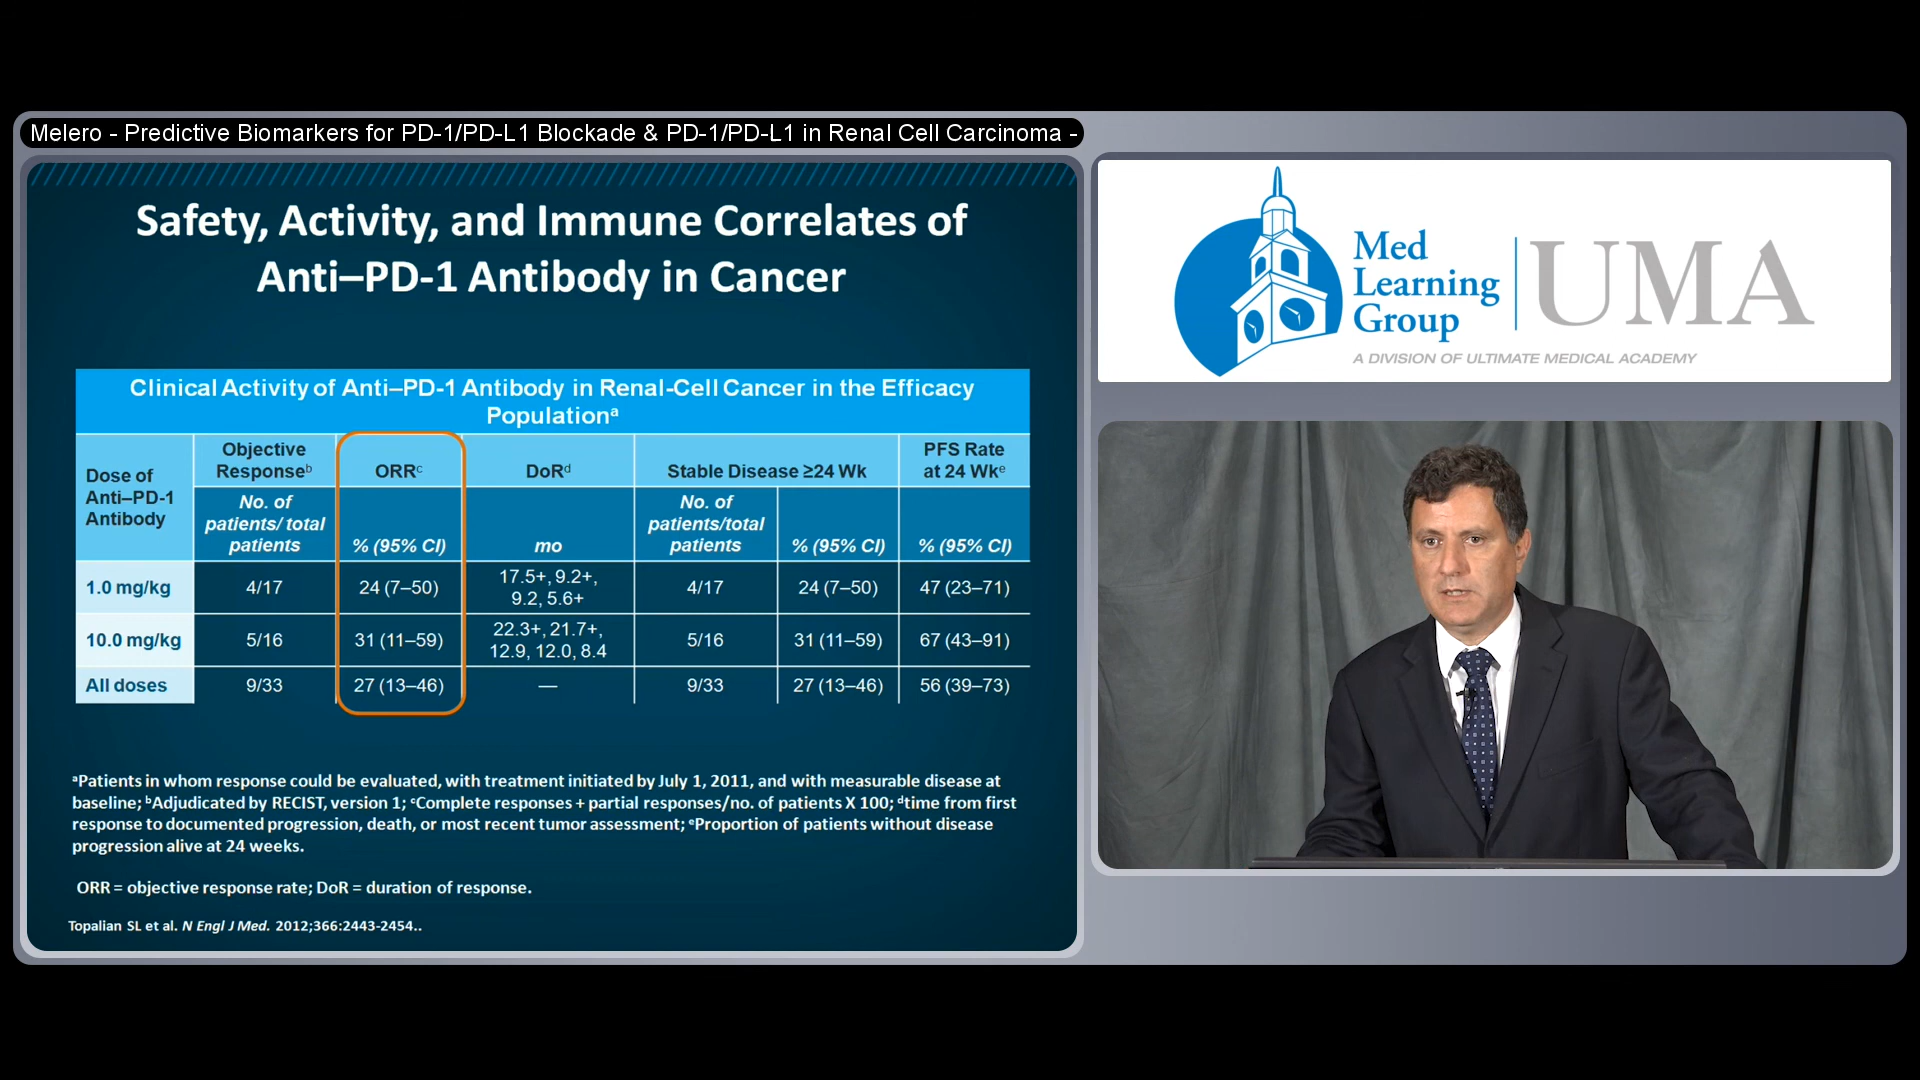 Melero - Predictive Biomarkers for PD-1/PD-L1 Blockade & PD-1/PD-L1 in Renal Cell Carcinoma -
Safety, Activity, and Immune Correlates of
Anti–PD-1 Antibody in Cancer
Clinical Activity of Anti–PD-1 Antibody in Renal-Cell Cancer in the Efficacy
Populationᵃ
Dose of
Anti–PD-1
Antibody
Objective
Responseᵇ
ORRᶜ
DoRᵈ
Stable Disease ≥24 Wk
PFS Rate
at 24 Wkᵉ
No. of
patients/ total
patients
% (95% CI)
mo
No. of
patients/total
patients
% (95% CI)
% (95% CI)
1.0 mg/kg
4/17
24 (7–50)
17.5+, 9.2+,
9.2, 5.6+
4/17
24 (7–50)
47 (23–71)
10.0 mg/kg
5/16
31 (11–59)
22.3+, 21.7+,
12.9, 12.0, 8.4
5/16
31 (11–59)
67 (43–91)
All doses
9/33
27 (13–46)
—
9/33
27 (13–46)
56 (39–73)
ᵃPatients in whom response could be evaluated, with treatment initiated by July 1, 2011, and with measurable disease at
baseline; ᵇAdjudicated by RECIST, version 1; ᶜComplete responses + partial responses/no. of patients X 100; ᵈtime from first
response to documented progression, death, or most recent tumor assessment; ᵉProportion of patients without disease
progression alive at 24 weeks.
ORR = objective response rate; DoR = duration of response.
Topalian SL et al. N Engl J Med. 2012;366:2443-2454..
Med
Learning
Group
UMA
A DIVISION OF ULTIMATE MEDICAL ACADEMY